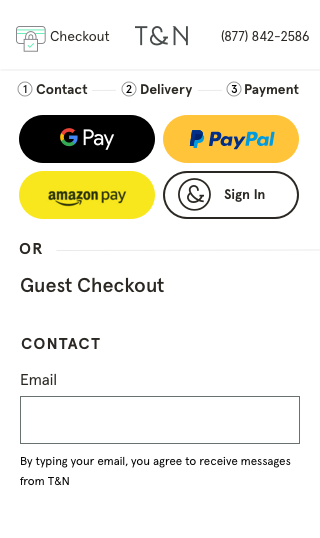 Checkout T&N (877) 842-2586
1 Contact 2 Delivery 3 Payment
G Pay PayPal
amazon pay & Sign In
OR
Guest Checkout
CONTACT
Email
By typing your email, you agree to receive messages
from T&N